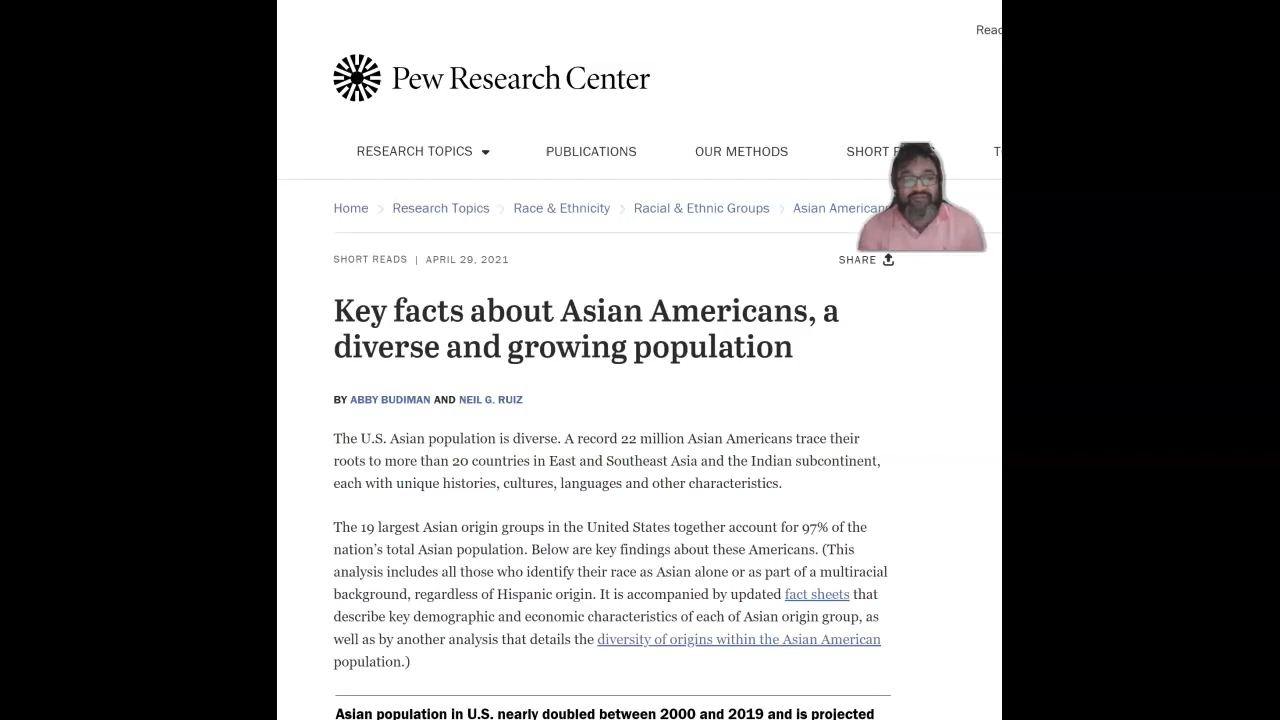 Pew Research Center
RESEARCH TOPICS PUBLICATIONS OUR METHODS SHORT
Home Research Topics Race & Ethnicity Racial & Ethnic Groups Asian American
SHORT READS | APRIL 29, 2021 SHARE
Key facts about Asian Americans, a
diverse and growing population
BY ABBY BUDIMAN AND NEIL G. RUIZ
The U.S. Asian population is diverse. A record 22 million Asian Americans trace their
roots to more than 20 countries in East and Southeast Asia and the Indian subcontinent,
each with unique histories, cultures, languages and other characteristics.
The 19 largest Asian origin groups in the United States together account for 97% of the
nation’s total Asian population. Below are key findings about these Americans. (This
analysis includes all those who identify their race as Asian alone or as part of a multiracial
background, regardless of Hispanic origin. It is accompanied by updated fact sheets that
describe key demographic and economic characteristics of each of Asian origin group, as
well as by another analysis that details the diversity of origins within the Asian American
population.)
Asian population in U.S. nearly doubled between 2000 and 2019 and is projected